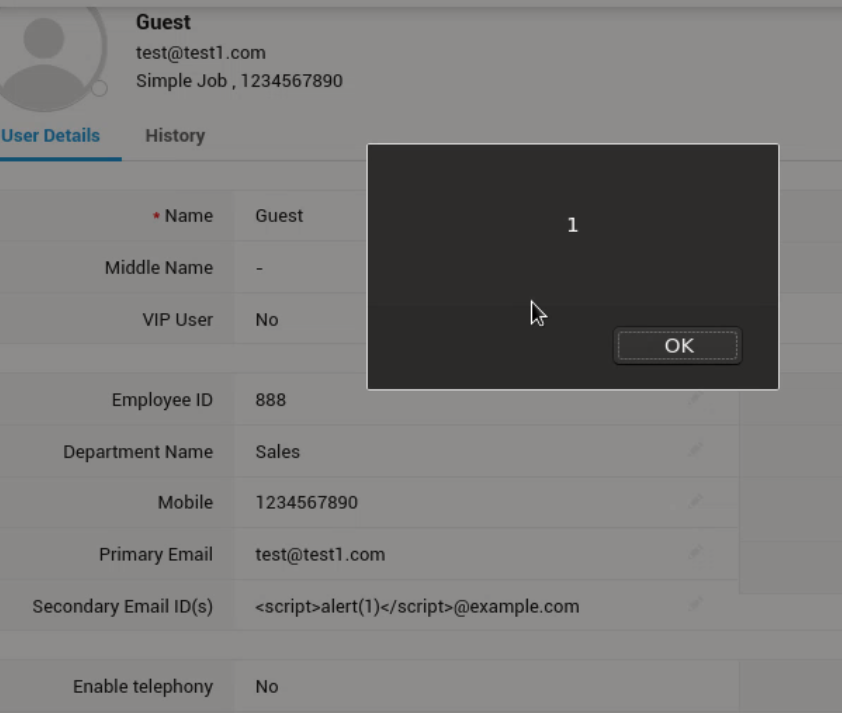 Guest
test@test1.com
Simple Job , 1234567890
User Details
History
1
OK
* Name
Guest
Middle Name
-
VIP User
No
Employee ID
888
Department Name
Sales
Mobile
1234567890
Primary Email
test@test1.com
Secondary Email ID(s)
<script>alert(1)</script>@example.com
Enable telephony
No